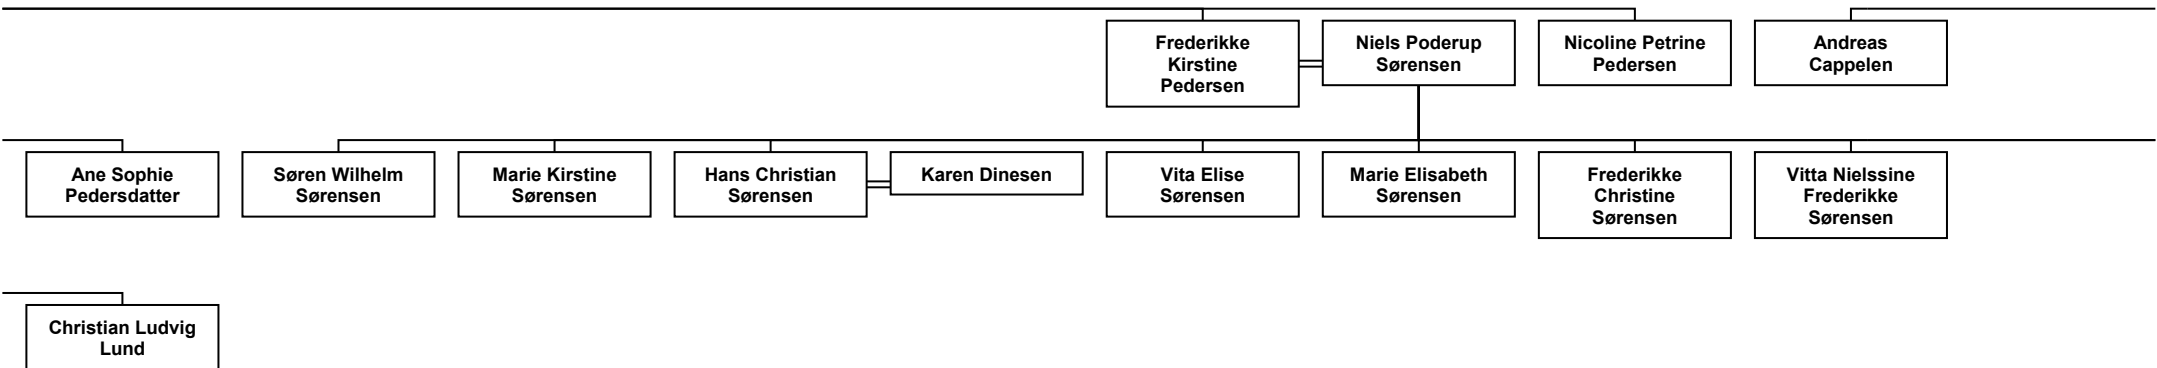 Frederikke
Kirstine
Pedersen
Niels Poderup
Sørensen
Nicoline Petrine
Pedersen
Andreas
Cappelen
Ane Sophie
Pedersdatter
Søren Wilhelm
Sørensen
Marie Kirstine
Sørensen
Hans Christian
Sørensen
Karen Dinesen
Vita Elise
Sørensen
Marie Elisabeth
Sørensen
Frederikke
Christine
Sørensen
Vitta Nielssine
Frederikke
Sørensen
Christian Ludvig
Lund